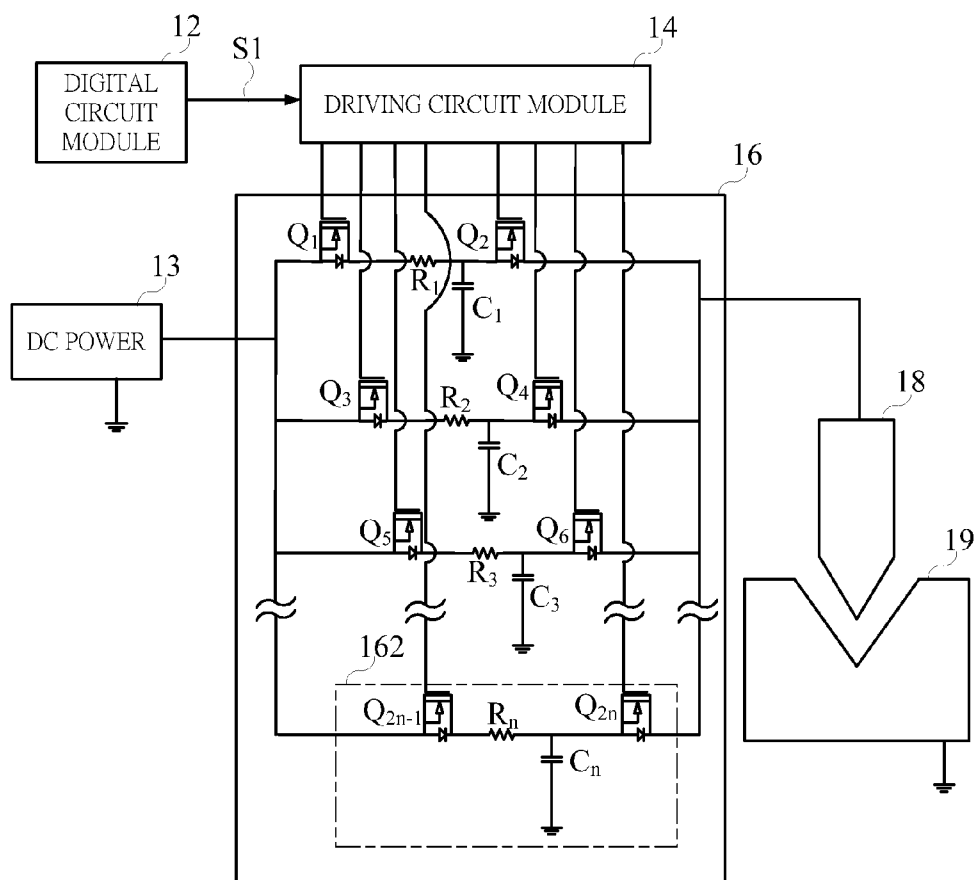 12
S1
14
DIGITAL
CIRCUIT
MODULE
DRIVING CIRCUIT MODULE
16
Q1
R1
Q2
C1
13
DC POWER
Q3
R2
Q4
C2
18
Q5
R3
Q6
C3
19
162
Q2n-1
Rn
Q2n
Cn